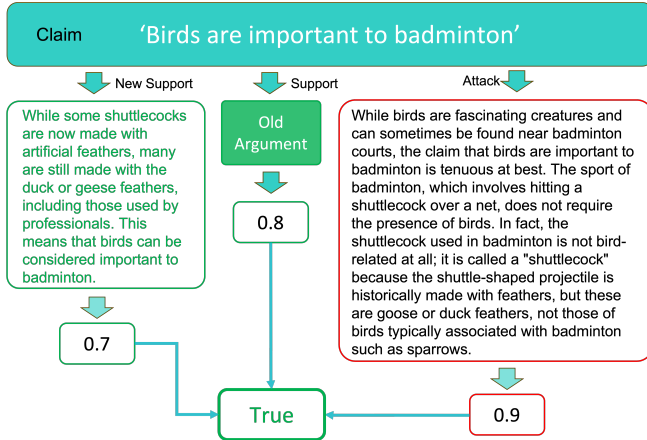 Claim
‘Birds are important to badminton’
New Support
Support
Attack
While some shuttlecocks
are now made with
artificial feathers, many
are still made with the
duck or geese feathers,
including those used by
professionals. This
means that birds can be
considered important to
badminton.
0.7
Old
Argument
0.8
While birds are fascinating creatures and
can sometimes be found near badminton
courts, the claim that birds are important to
badminton is tenuous at best. The sport of
badminton, which involves hitting a
shuttlecock over a net, does not require
the presence of birds. In fact, the
shuttlecock used in badminton is not bird-
related at all; it is called a "shuttlecock"
because the shuttle-shaped projectile is
historically made with feathers, but these
are goose or duck feathers, not those of
birds typically associated with badminton
such as sparrows.
0.9
True